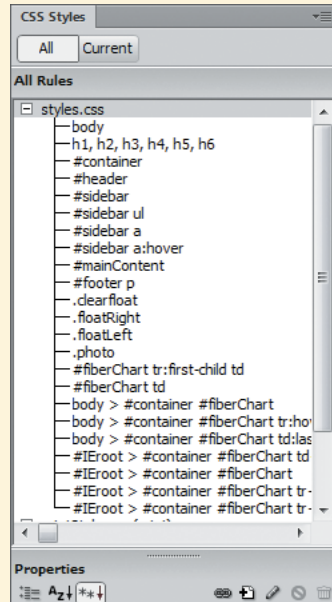 CSS Styles
All Current
All Rules
styles.css
body
h1, h2, h3, h4, h5, h6
#container
#header
#sidebar
#sidebar ul
#sidebar a
#sidebar a:hover
#mainContent
#footer p
.clearfloat
.floatRight
.floatLeft
.photo
#fiberChart tr:first-child td
#fiberChart td
body > #container #fiberChart
body > #container #fiberChart tr:ho
body > #container #fiberChart td:las
#IEroot > #container #fiberChart td
#IEroot > #container #fiberChart
#IEroot > #container #fiberChart tr-
#IEroot > #container #fiberChart tr-
Properties
AZ↓ **↓